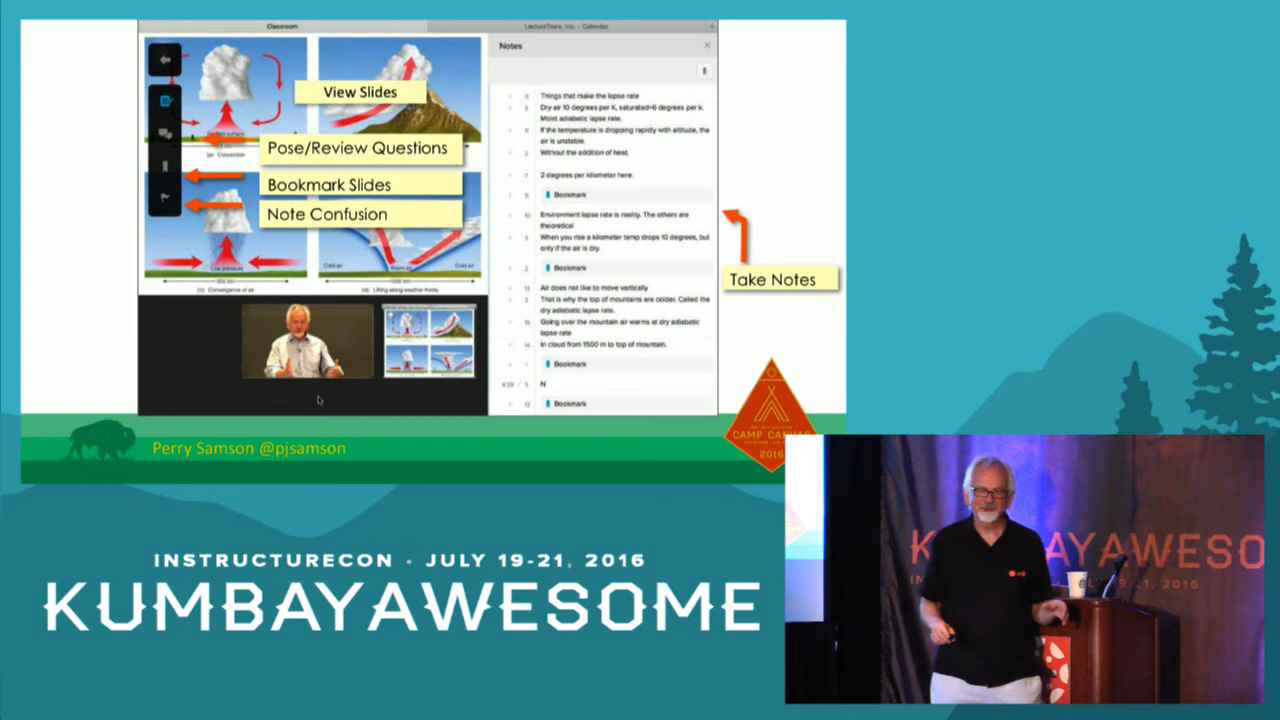 Classroom
LectureTools, Inc. - Calendar
Notes
View Slides
Pose/Review Questions
Bookmark Slides
Note Confusion
Take Notes
(a) Convection
Cold air
Warm air
Cold air
Low pressure
(c) Convergence of air
(d) Lifting along weather fronts
Things that make the lapse rate
Dry air 10 degrees per K, saturated=6 degrees per k.
Moist adiabatic lapse rate.
If the temperature is dropping rapidly with altitude, the
air is unstable.
Without the addition of heat.
2 degrees per kilometer here.
Bookmark
Environment lapse rate is reality. The others are
theoretical
When you rise a kilometer temp drops 10 degrees, but
only if the air is dry.
Bookmark
Air does not like to move vertically
That is why the top of mountains are colder. Called the
dry adiabatic lapse rate.
Going over the mountain air warms at dry adiabatic
lapse rate
In cloud from 1500 m to top of mountain.
Bookmark
N
Bookmark
Perry Samson @pjsamson
CAMP CANVAS
2016
INSTRUCTURECON - JULY 19-21, 2016
KUMBAYAWESOME